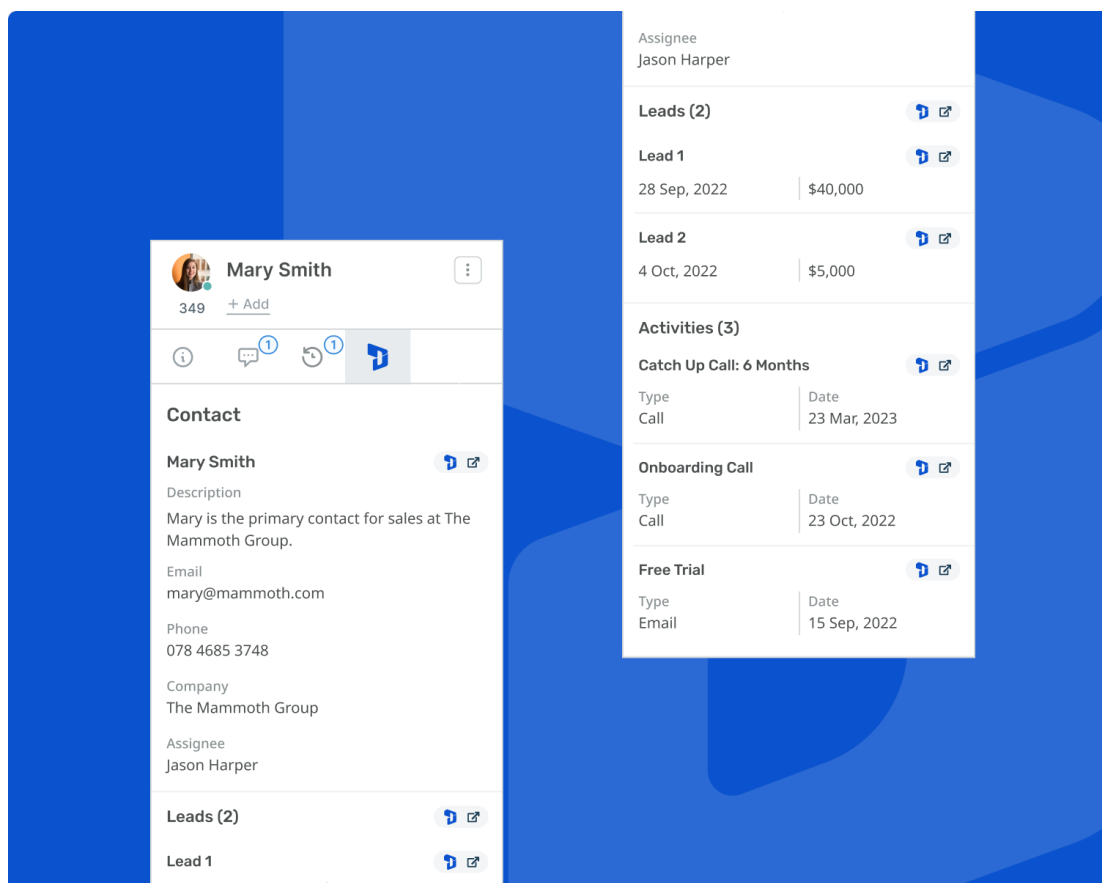 Mary Smith
349
+ Add
1
1
Contact
Mary Smith
Description
Mary is the primary contact for sales at The
Mammoth Group.
Email
mary@mammoth.com
Phone
078 4685 3748
Company
The Mammoth Group
Assignee
Jason Harper
Leads (2)
Lead 1
Assignee
Jason Harper
Leads (2)
Lead 1
28 Sep, 2022 $40,000
Lead 2
4 Oct, 2022 $5,000
Activities (3)
Catch Up Call: 6 Months
Type Date
Call 23 Mar, 2023
Onboarding Call
Type Date
Call 23 Oct, 2022
Free Trial
Type Date
Email 15 Sep, 2022